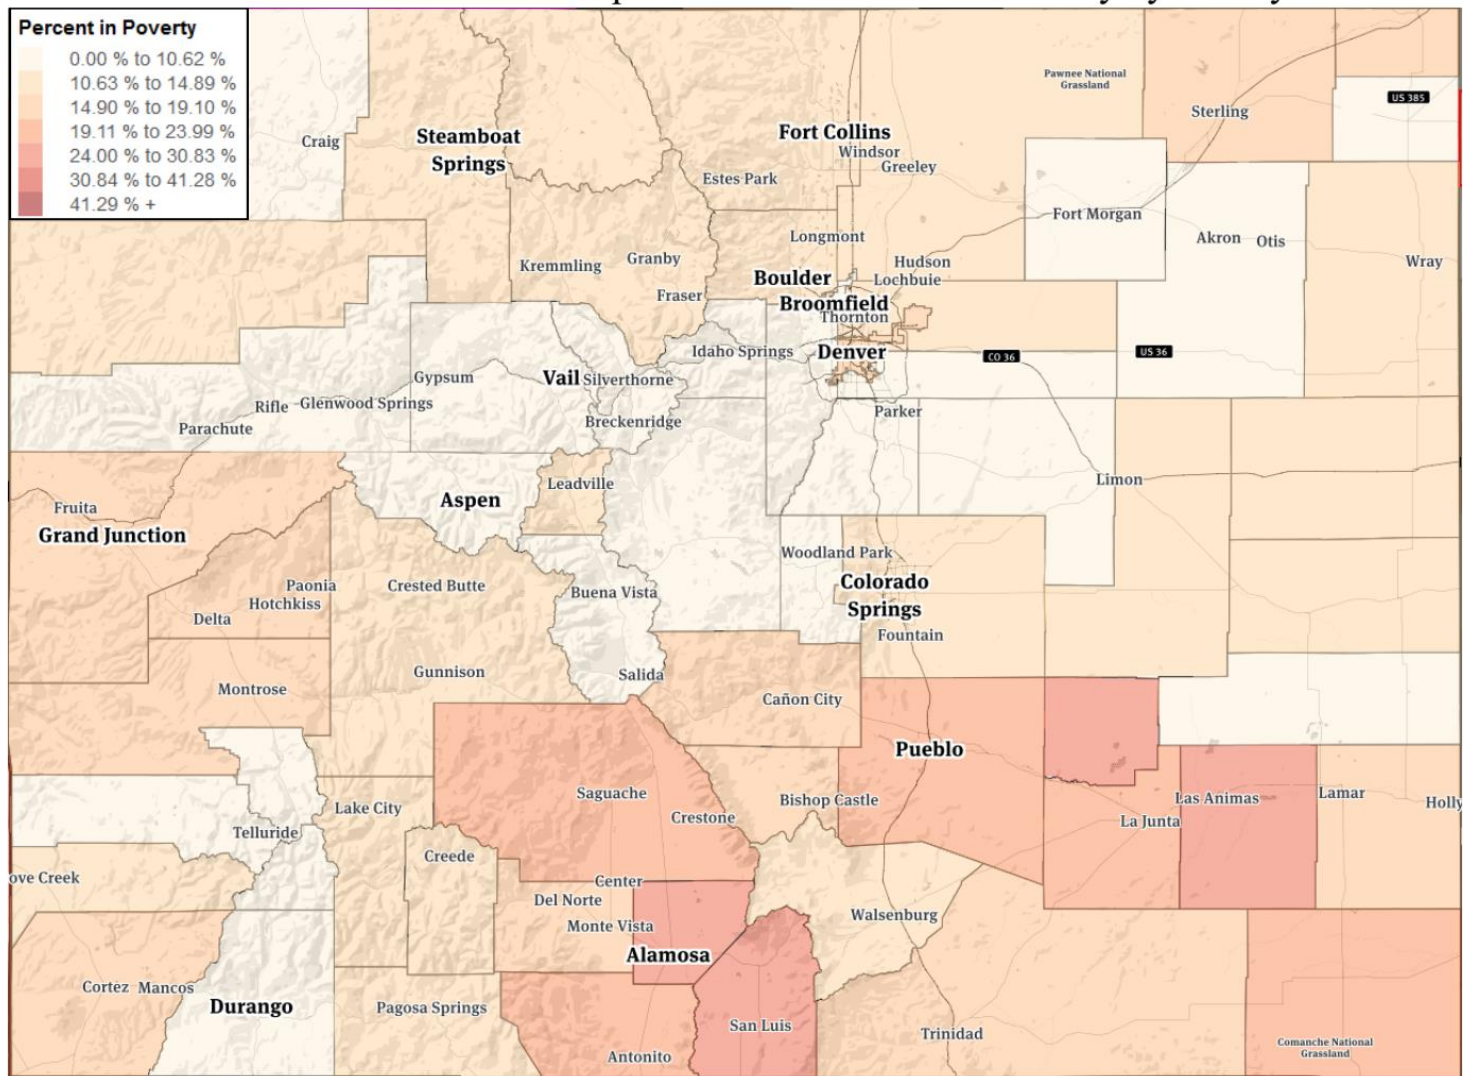 Percent in Poverty
0.00 % to 10.62 %
10.63 % to 14.89 %
14.90 % to 19.10 %
19.11 % to 23.99 %
24.00 % to 30.83 %
30.84 % to 41.28 %
41.29 % +
Pawnee National
Grassland
US 385
Sterling
Craig
Steamboat
Springs
Fort Collins
Windsor
Greeley
Estes Park
Fort Morgan
Longmont
Akron
Otis
Kremmling
Granby
Hudson
Wray
Boulder
Lochbuie
Fraser
Broomfield
Thornton
Idaho Springs
Denver
CO 36
US 36
Gypsum
Vail
Silverthorne
Rifle
Glenwood Springs
Parachute
Breckenridge
Parker
Leadville
Limon
Aspen
Fruita
Grand Junction
Woodland Park
Paonia
Crested Butte
Buena Vista
Colorado
Springs
Hotchkiss
Delta
Fountain
Gunnison
Salida
Montrose
Cañon City
Pueblo
Saguache
Lake City
Crestone
Bishop Castle
Las Animas
Lamar
Holly
La Junta
Telluride
Creede
ove Creek
Center
Del Norte
Monte Vista
Walsenburg
Alamosa
Cortez
Mancos
Durango
Pagosa Springs
San Luis
Trinidad
Antonito
Comanche National
Grassland